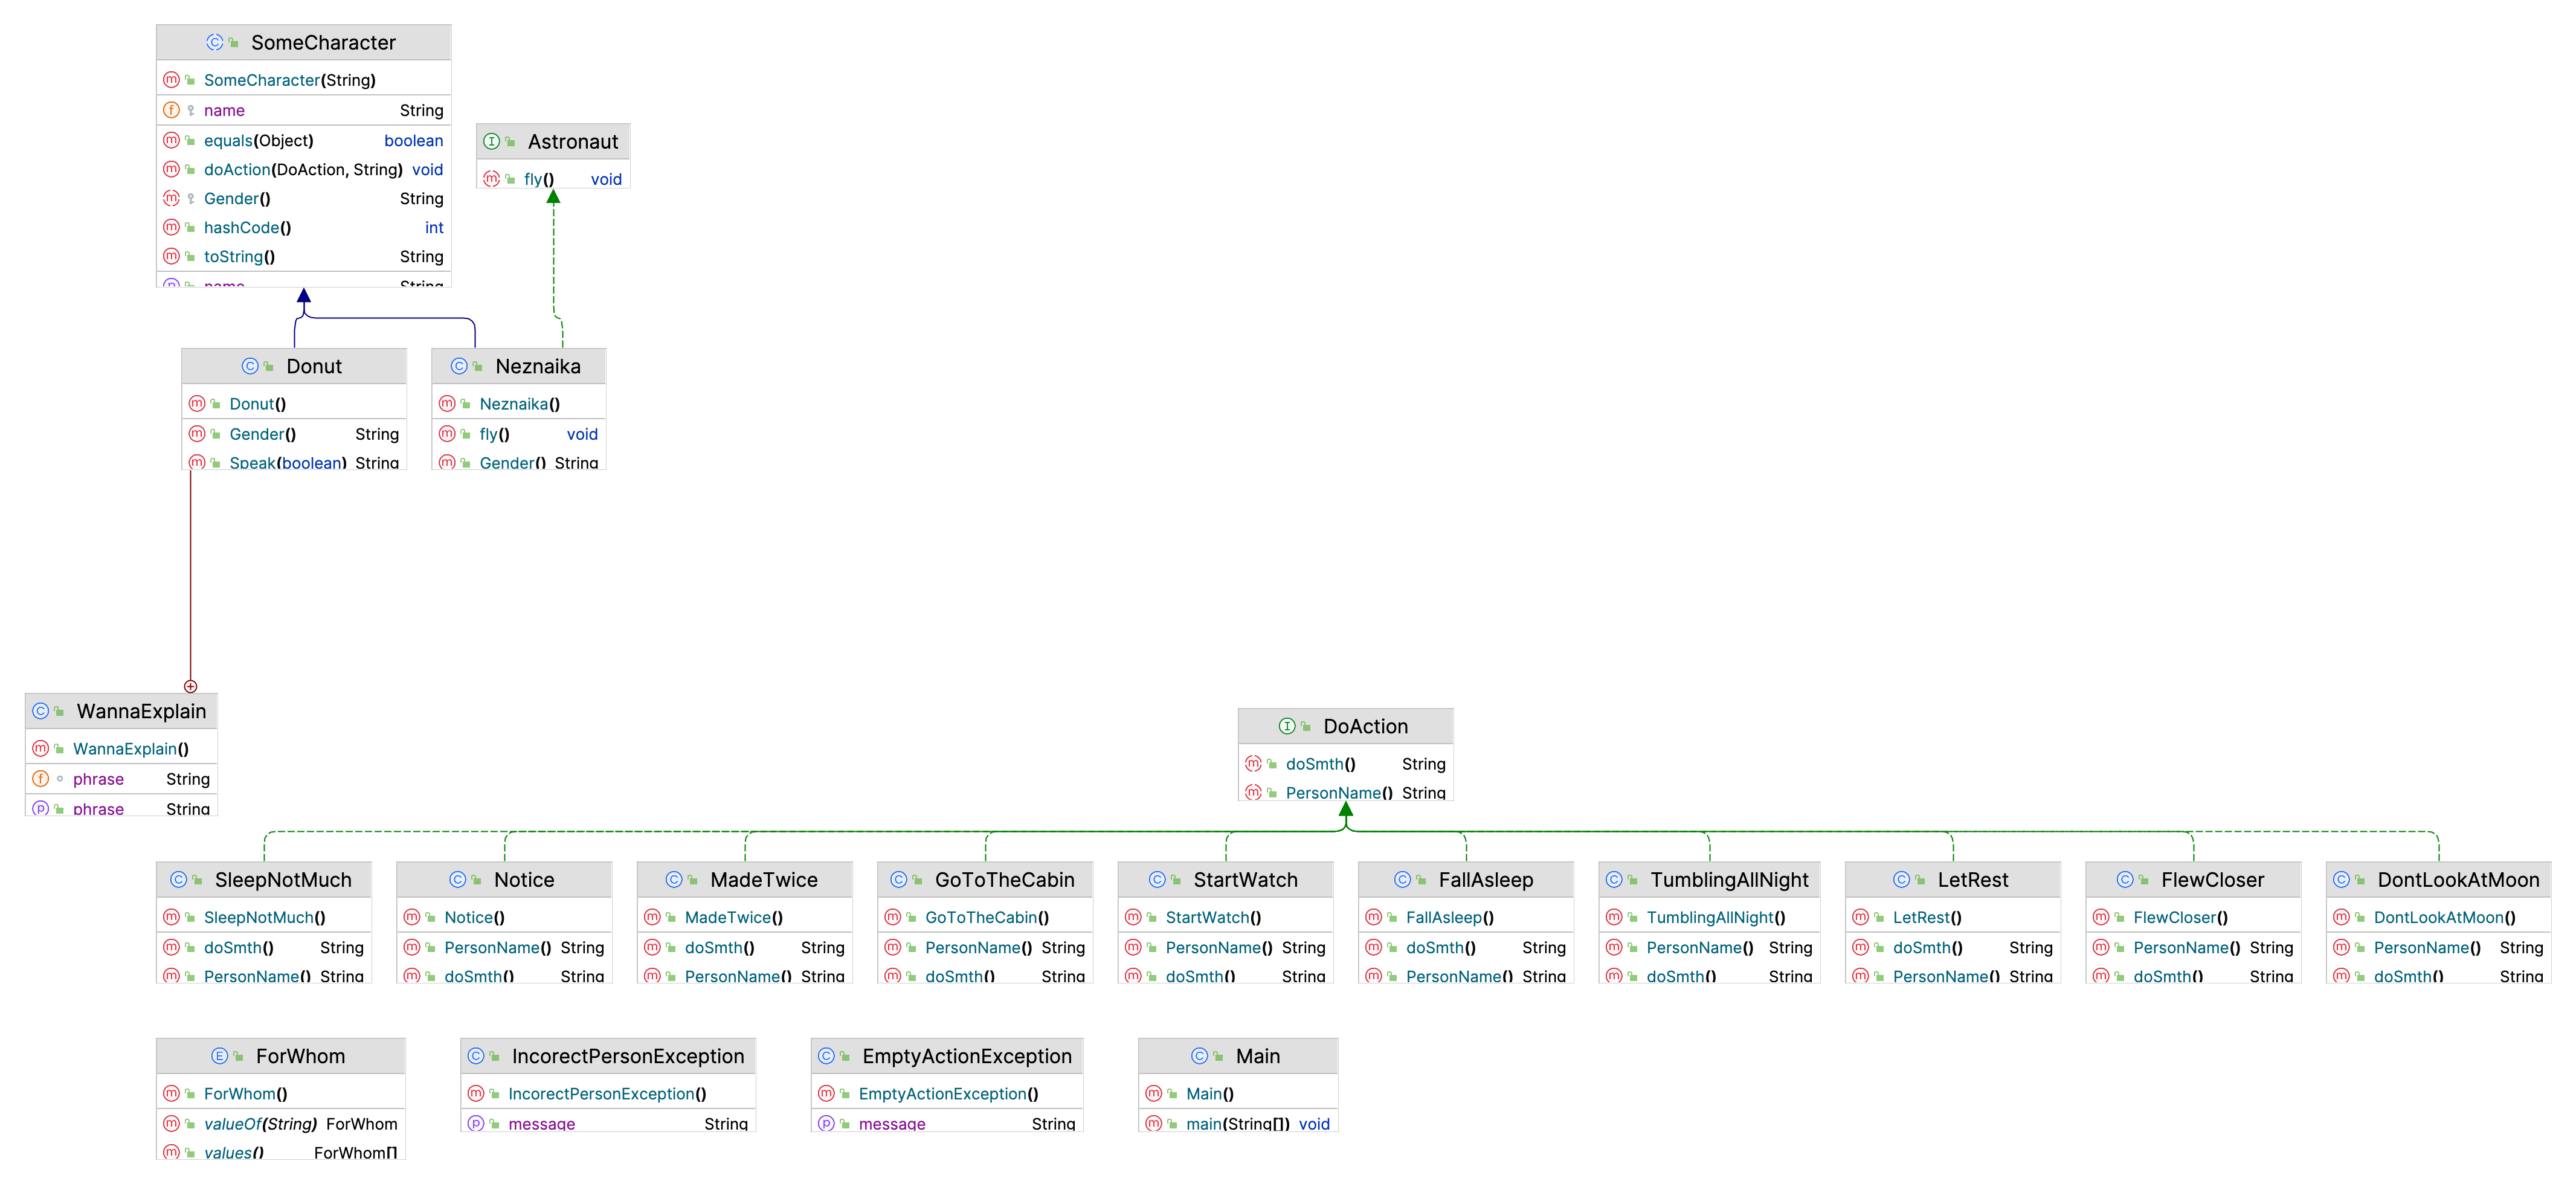 SomeCharacter
SomeCharacter(String)
name String
equals(Object) boolean
doAction(DoAction, String) void
Gender() String
hashCode() int
toString() String
name String
Astronaut
fly() void
Donut
Donut()
Gender() String
Speak(boolean) String
Neznaika
Neznaika()
fly() void
Gender() String
WannaExplain
WannaExplain()
phrase String
phrase String
DoAction
doSmth() String
PersonName() String
SleepNotMuch
SleepNotMuch()
doSmth() String
PersonName() String
Notice
Notice()
PersonName() String
doSmth() String
MadeTwice
MadeTwice()
doSmth() String
PersonName() String
GoToTheCabin
GoToTheCabin()
PersonName() String
doSmth() String
StartWatch
StartWatch()
PersonName() String
doSmth() String
FallAsleep
FallAsleep()
doSmth() String
PersonName() String
TumblingAllNight
TumblingAllNight()
PersonName() String
doSmth() String
LetRest
LetRest()
doSmth() String
PersonName() String
FlewCloser
FlewCloser()
PersonName() String
doSmth() String
DontLookAtMoon
DontLookAtMoon()
PersonName() String
doSmth() String
ForWhom
ForWhom()
valueOf(String) ForWhom
values() ForWhom[]
IncorectPersonException
IncorectPersonException()
message String
EmptyActionException
EmptyActionException()
message String
Main
Main()
main(String[]) void